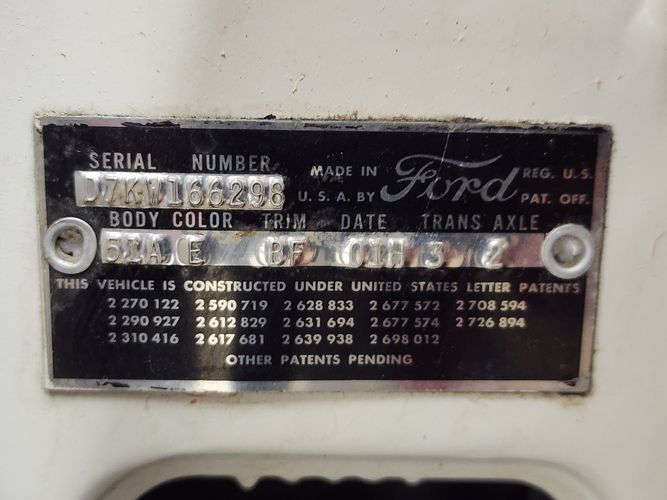 SERIAL NUMBER
D7KW166298
MADE IN
U. S. A. BY
Ford
REG. U. S.
PAT. OFF.
BODY COLOR TRIM DATE TRANS AXLE
51A E BF 01H 3 2
THIS VEHICLE IS CONSTRUCTED UNDER UNITED STATES LETTER PATENTS
2 270 122 2 590 719 2 628 833 2 677 572 2 708 594
2 290 927 2 612 829 2 631 694 2 677 574 2 726 894
2 310 416 2 617 681 2 639 938 2 698 012
OTHER PATENTS PENDING